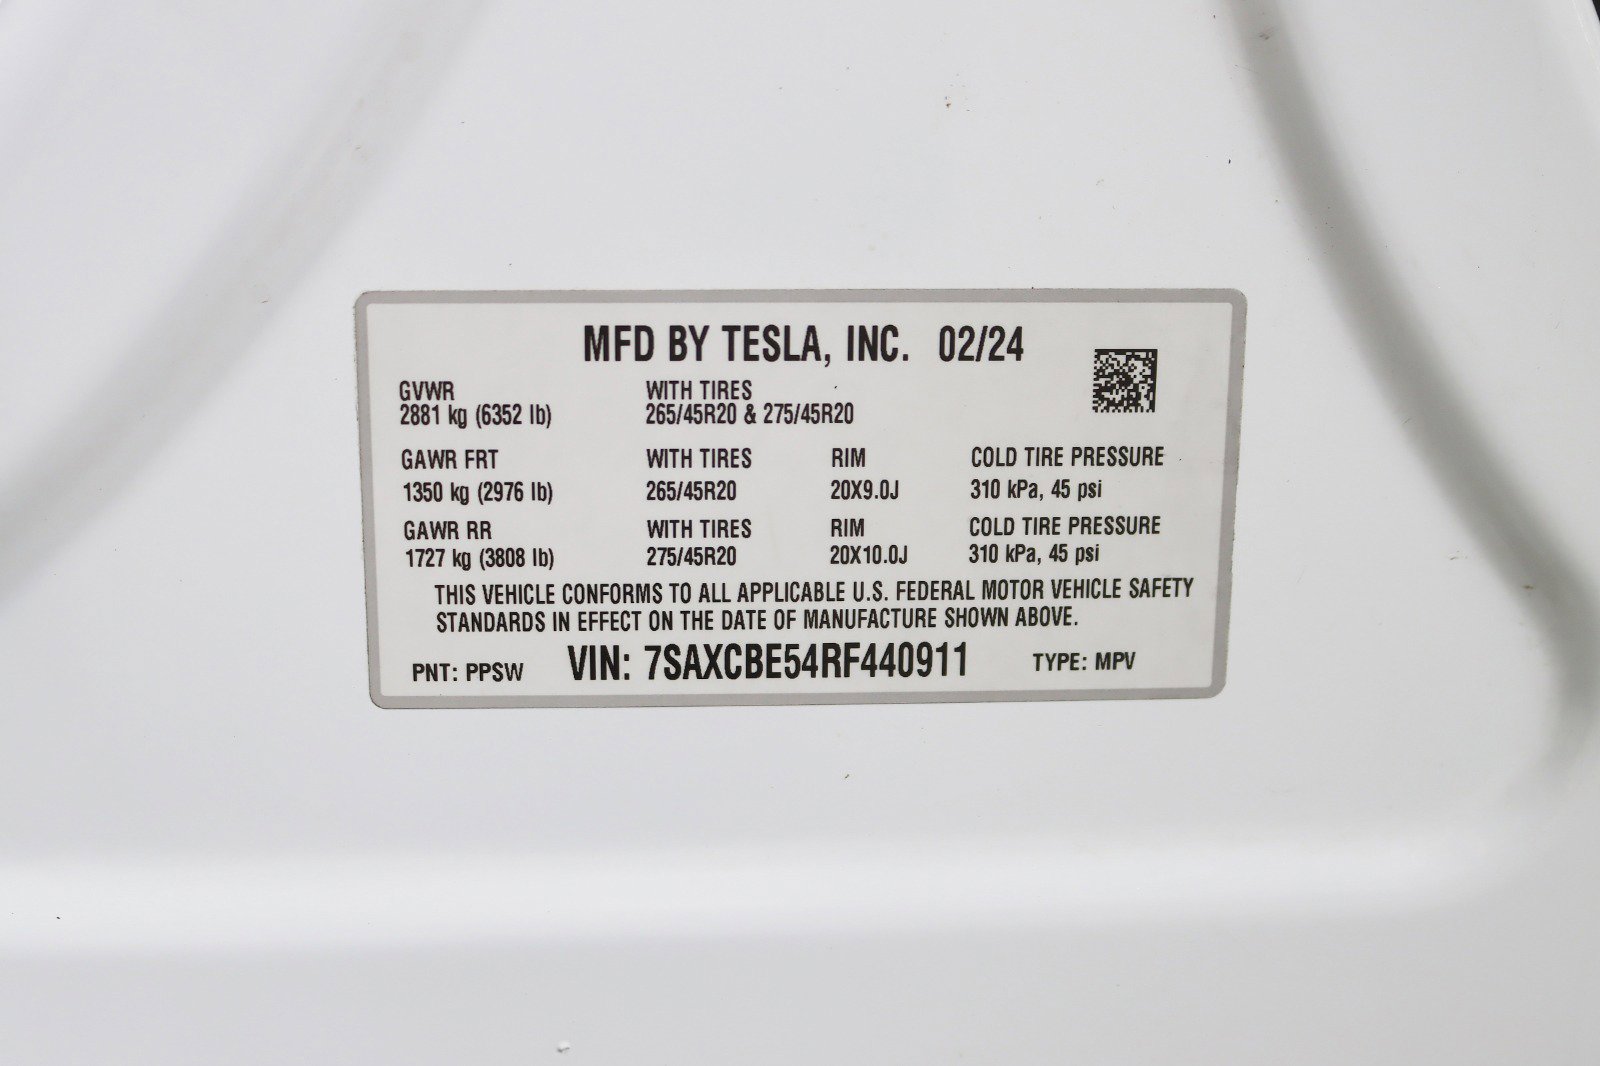 MFD BY TESLA, INC. 02/24
GVWR WITH TIRES
2881 kg (6352 lb) 265/45R20 & 275/45R20
GAWR FRT WITH TIRES RIM COLD TIRE PRESSURE
1350 kg (2976 lb) 265/45R20 20X9.0J 310 kPa, 45 psi
GAWR RR WITH TIRES RIM COLD TIRE PRESSURE
1727 kg (3808 lb) 275/45R20 20X10.0J 310 kPa, 45 psi
THIS VEHICLE CONFORMS TO ALL APPLICABLE U.S. FEDERAL MOTOR VEHICLE SAFETY
STANDARDS IN EFFECT ON THE DATE OF MANUFACTURE SHOWN ABOVE.
PNT: PPSW VIN: 7SAXCBE54RF440911 TYPE: MPV